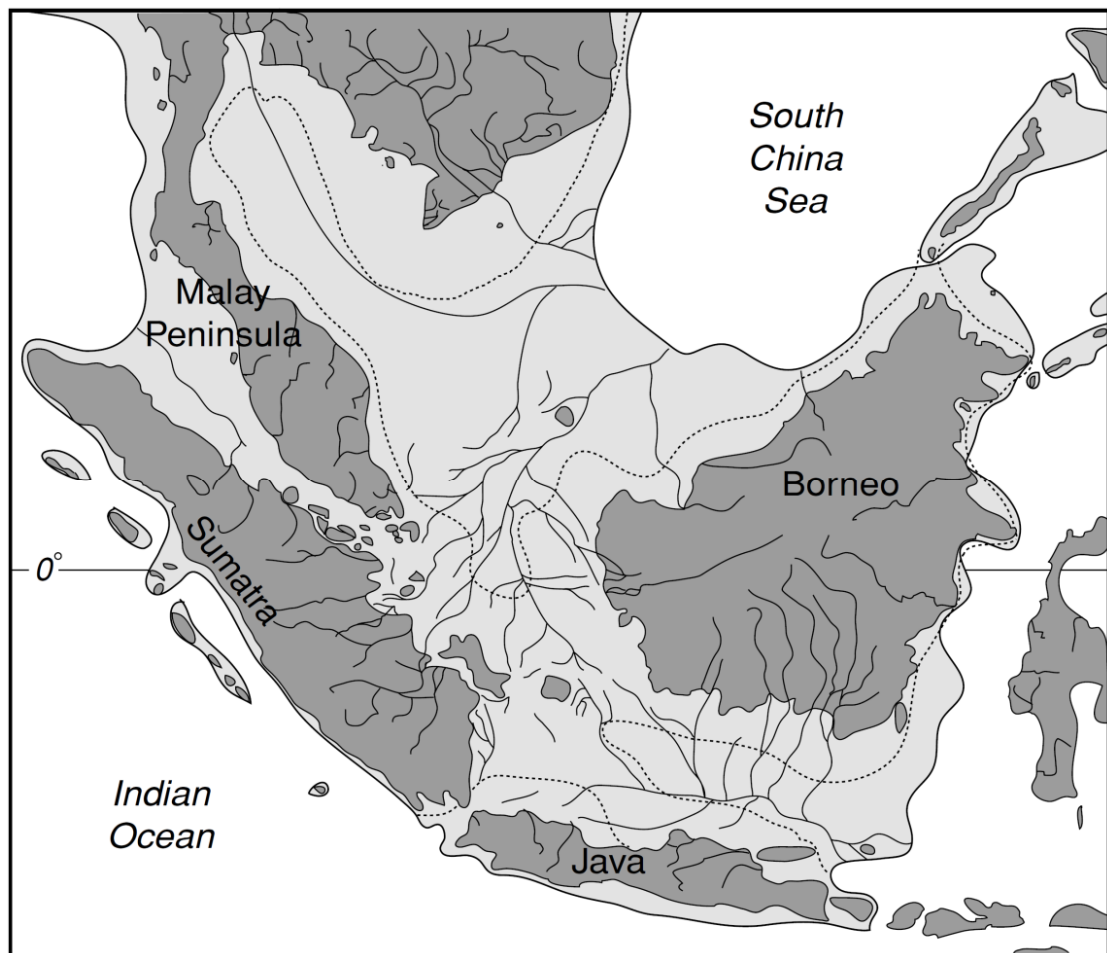 South
China
Sea
Malay
Peninsula
Borneo
Sumatra
0°
Indian
Ocean
Java